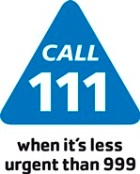 CALL
111
when it's less
urgent than 999